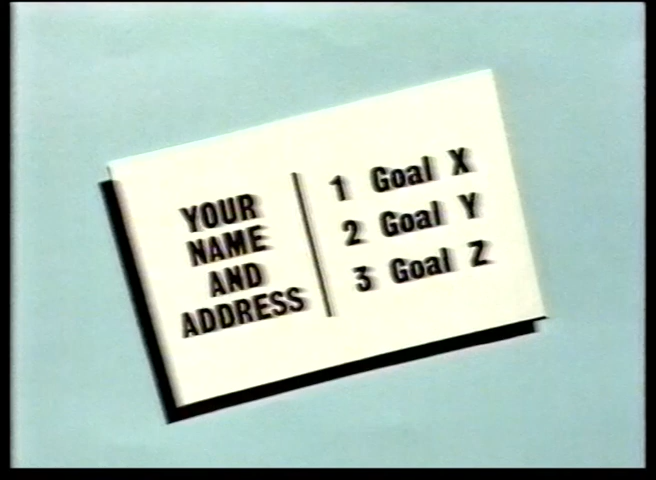 YOUR
NAME
AND
ADDRESS
1 Goal X
2 Goal Y
3 Goal Z